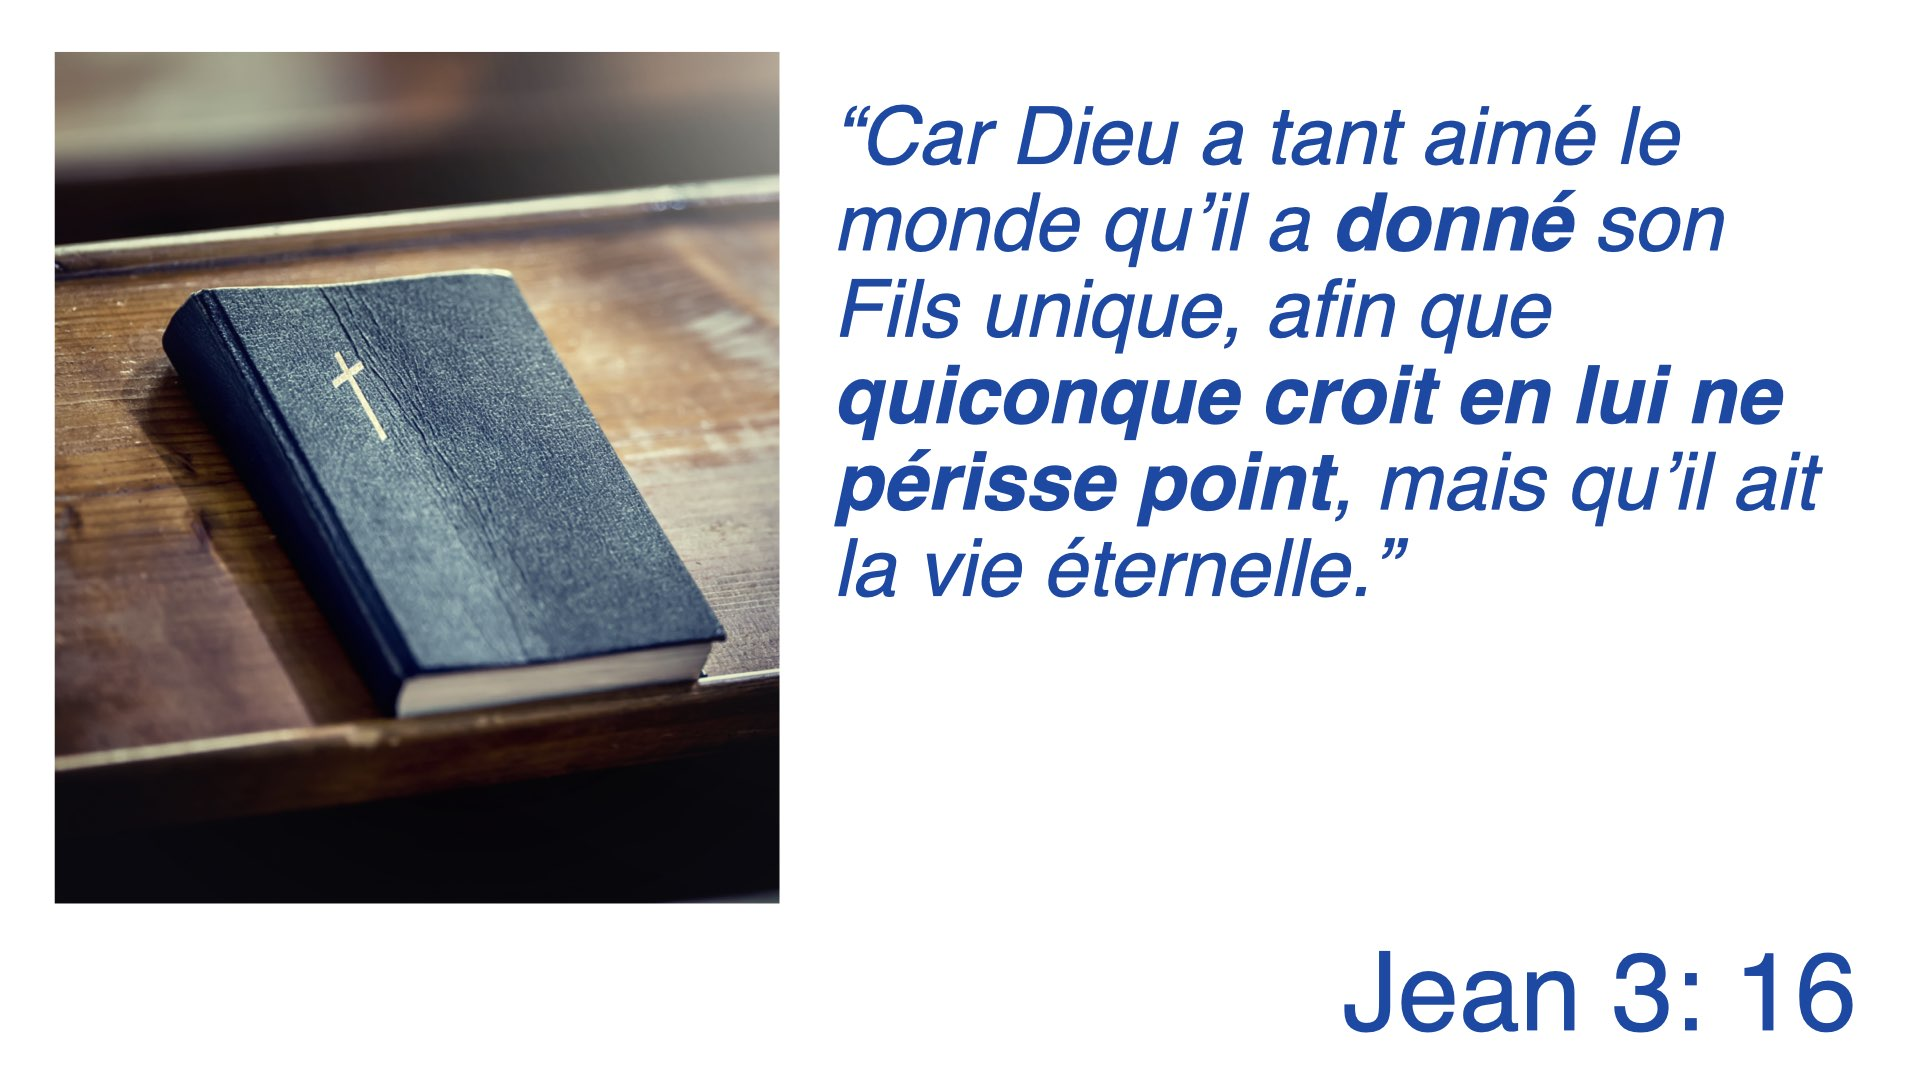 “Car Dieu a tant aimé le
monde qu’il a donné son
Fils unique, afin que
quiconque croit en lui ne
périsse point, mais qu’il ait
la vie éternelle.”
Jean 3: 16